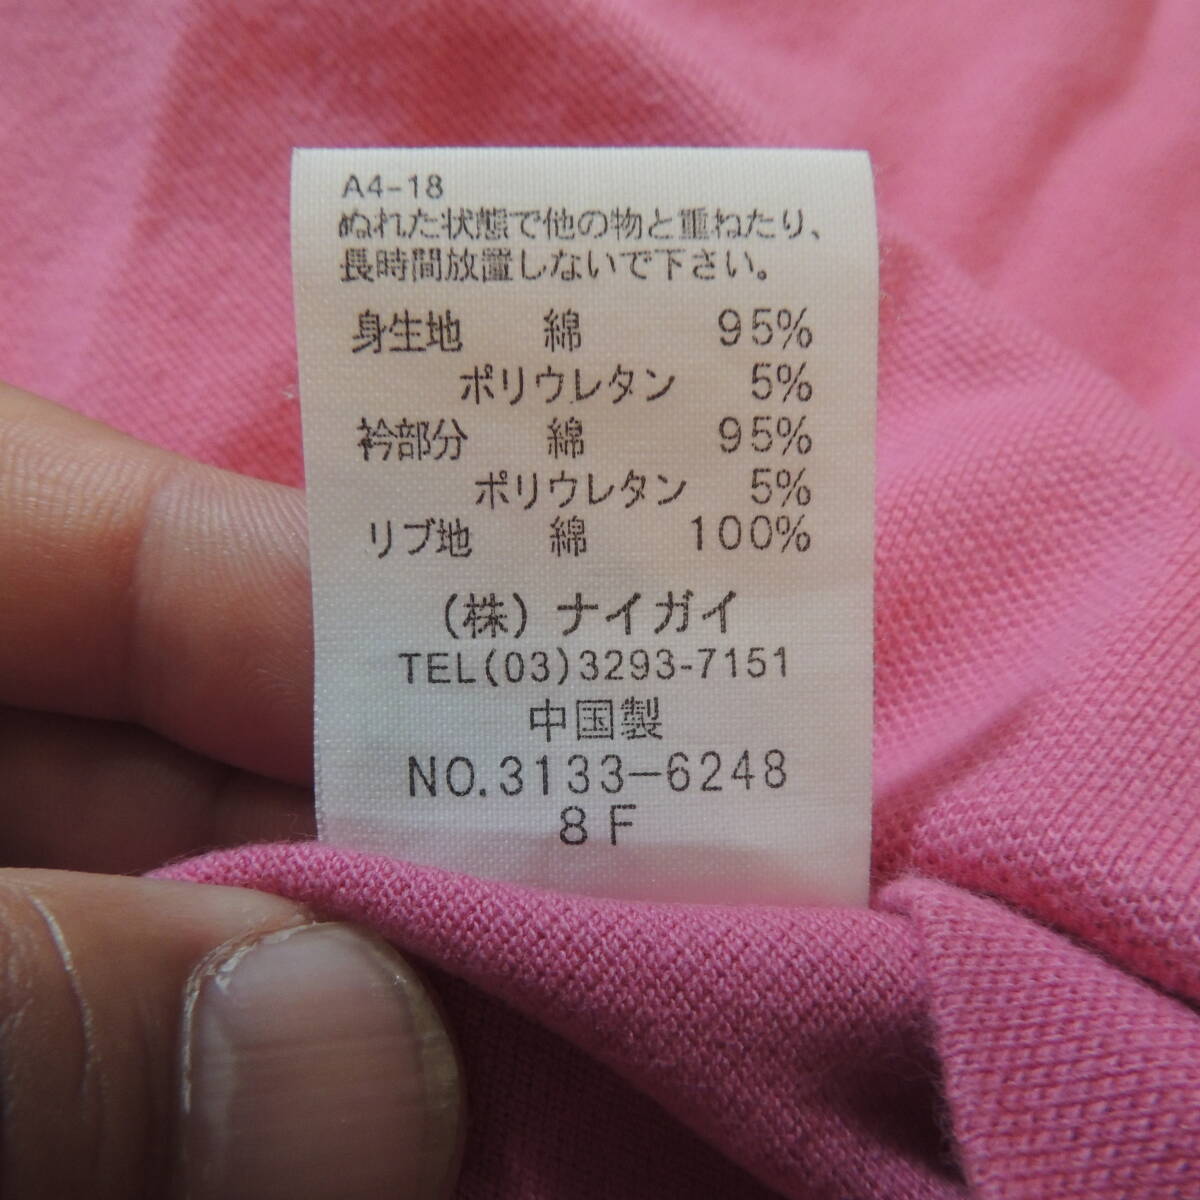 A4-18
ぬれた状態で他の物と重ねたり、
長時間放置しないで下さい。
身生地 綿 95%
ポリウレタン 5%
衿部分 綿 95%
ポリウレタン 5%
リブ地 綿 100%
(株) ナイガイ
TEL(03)3293-7151
中国製
NO.3133-6248
8F